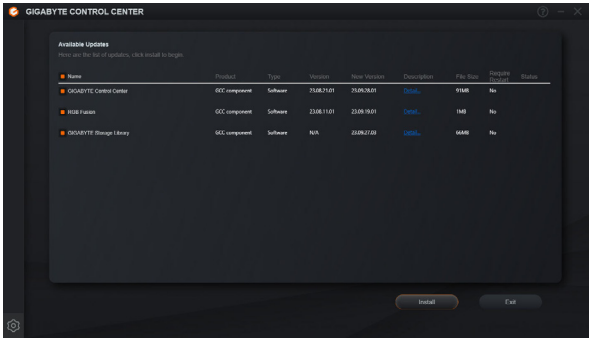 GIGABYTE CONTROL CENTER
Available Updates
Here are the list of updates, click install to begin.
Name Product Type Version New Version Description File Size Require Restart Status
GIGABYTE Control Center GCC component Software 23.08.21.01 23.09.28.01 Detail... 91MB No
RGB Fusion GCC component Software 23.08.11.01 23.09.19.01 Detail... 1MB No
GIGABYTE Storage Library GCC component Software N/A 23.09.27.03 Detail... 66MB No
Install Exit